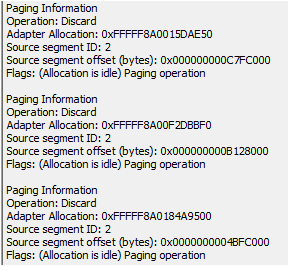 Paging Information
Operation: Discard
Adapter Allocation: 0xFFFFF8A0015DAE50
Source segment ID: 2
Source segment offset (bytes): 0x000000000C7FC000
Flags: (Allocation is idle) Paging operation
Paging Information
Operation: Discard
Adapter Allocation: 0xFFFFF8A00F2DBBF0
Source segment ID: 2
Source segment offset (bytes): 0x000000000B128000
Flags: (Allocation is idle) Paging operation
Paging Information
Operation: Discard
Adapter Allocation: 0xFFFFF8A0184A9500
Source segment ID: 2
Source segment offset (bytes): 0x0000000004BFC000
Flags: (Allocation is idle) Paging operation